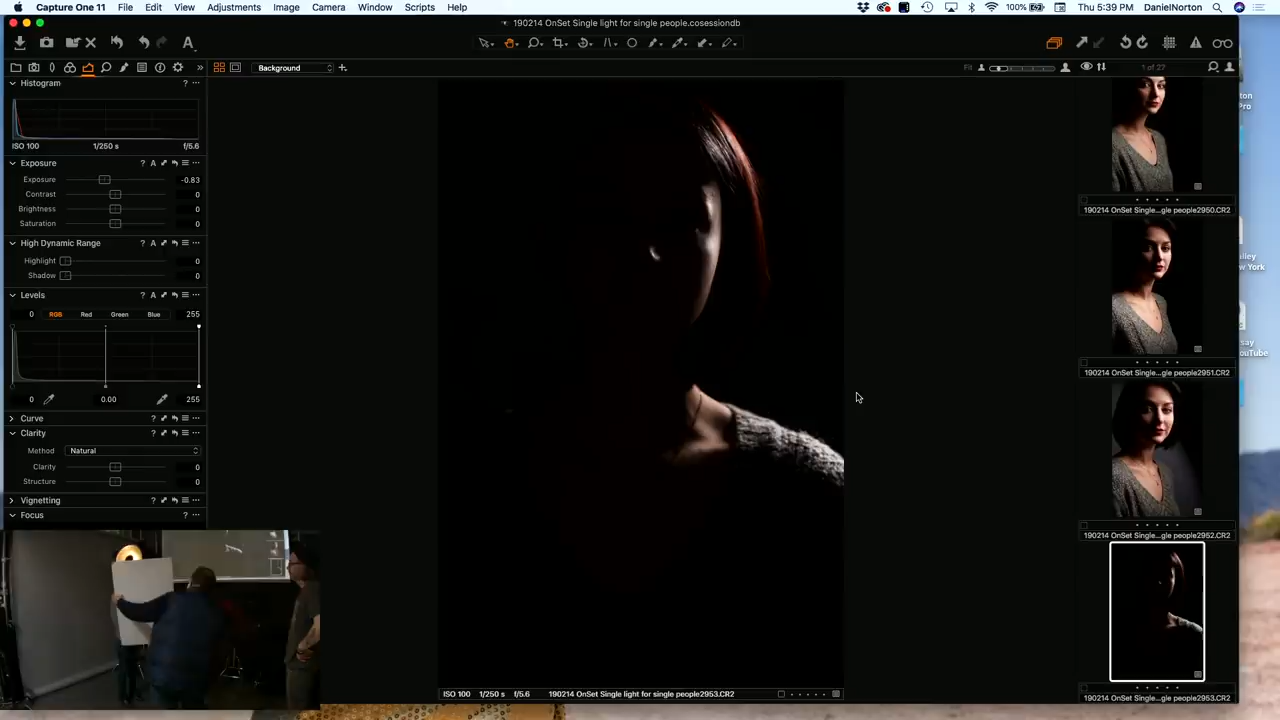 Capture One 11 File Edit View Adjustments Image Camera Window Scripts Help 100% Thu 5:39 PM DanielNorton
190214 OnSet Single light for single people.cosessiondb
Background Fit 1 of 27
Histogram
ISO 100 1/250 s f/5.6
Exposure
Exposure -0.83
Contrast 0
Brightness 0
Saturation 0
High Dynamic Range
Highlight 0
Shadow 0
Levels
0 RGB Red Green Blue 255
0 0.00 255
Curve
Clarity
Method Natural
Clarity 0
Structure 0
Vignetting
Focus
ISO 100 1/250 s f/5.6 190214 OnSet Single light for single people2953.CR2
190214 OnSet Single...gle people2950.CR2
190214 OnSet Single...gle people2951.CR2
190214 OnSet Single...gle people2952.CR2
190214 OnSet Single...gle people2953.CR2